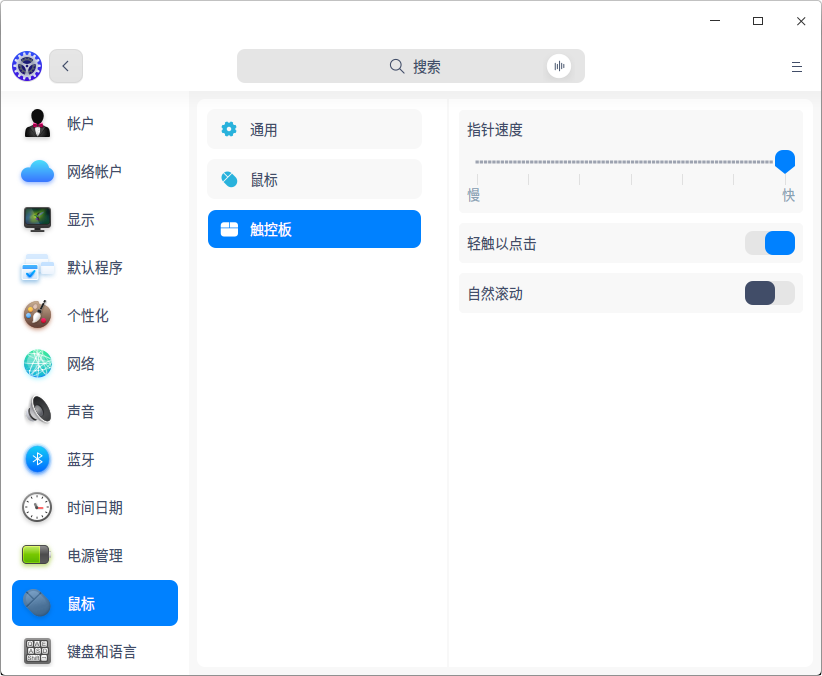 搜索
帐户
网络帐户
显示
默认程序
个性化
网络
声音
蓝牙
时间日期
电源管理
鼠标
键盘和语言
通用
鼠标
触控板
指针速度
慢
快
轻触以点击
自然滚动